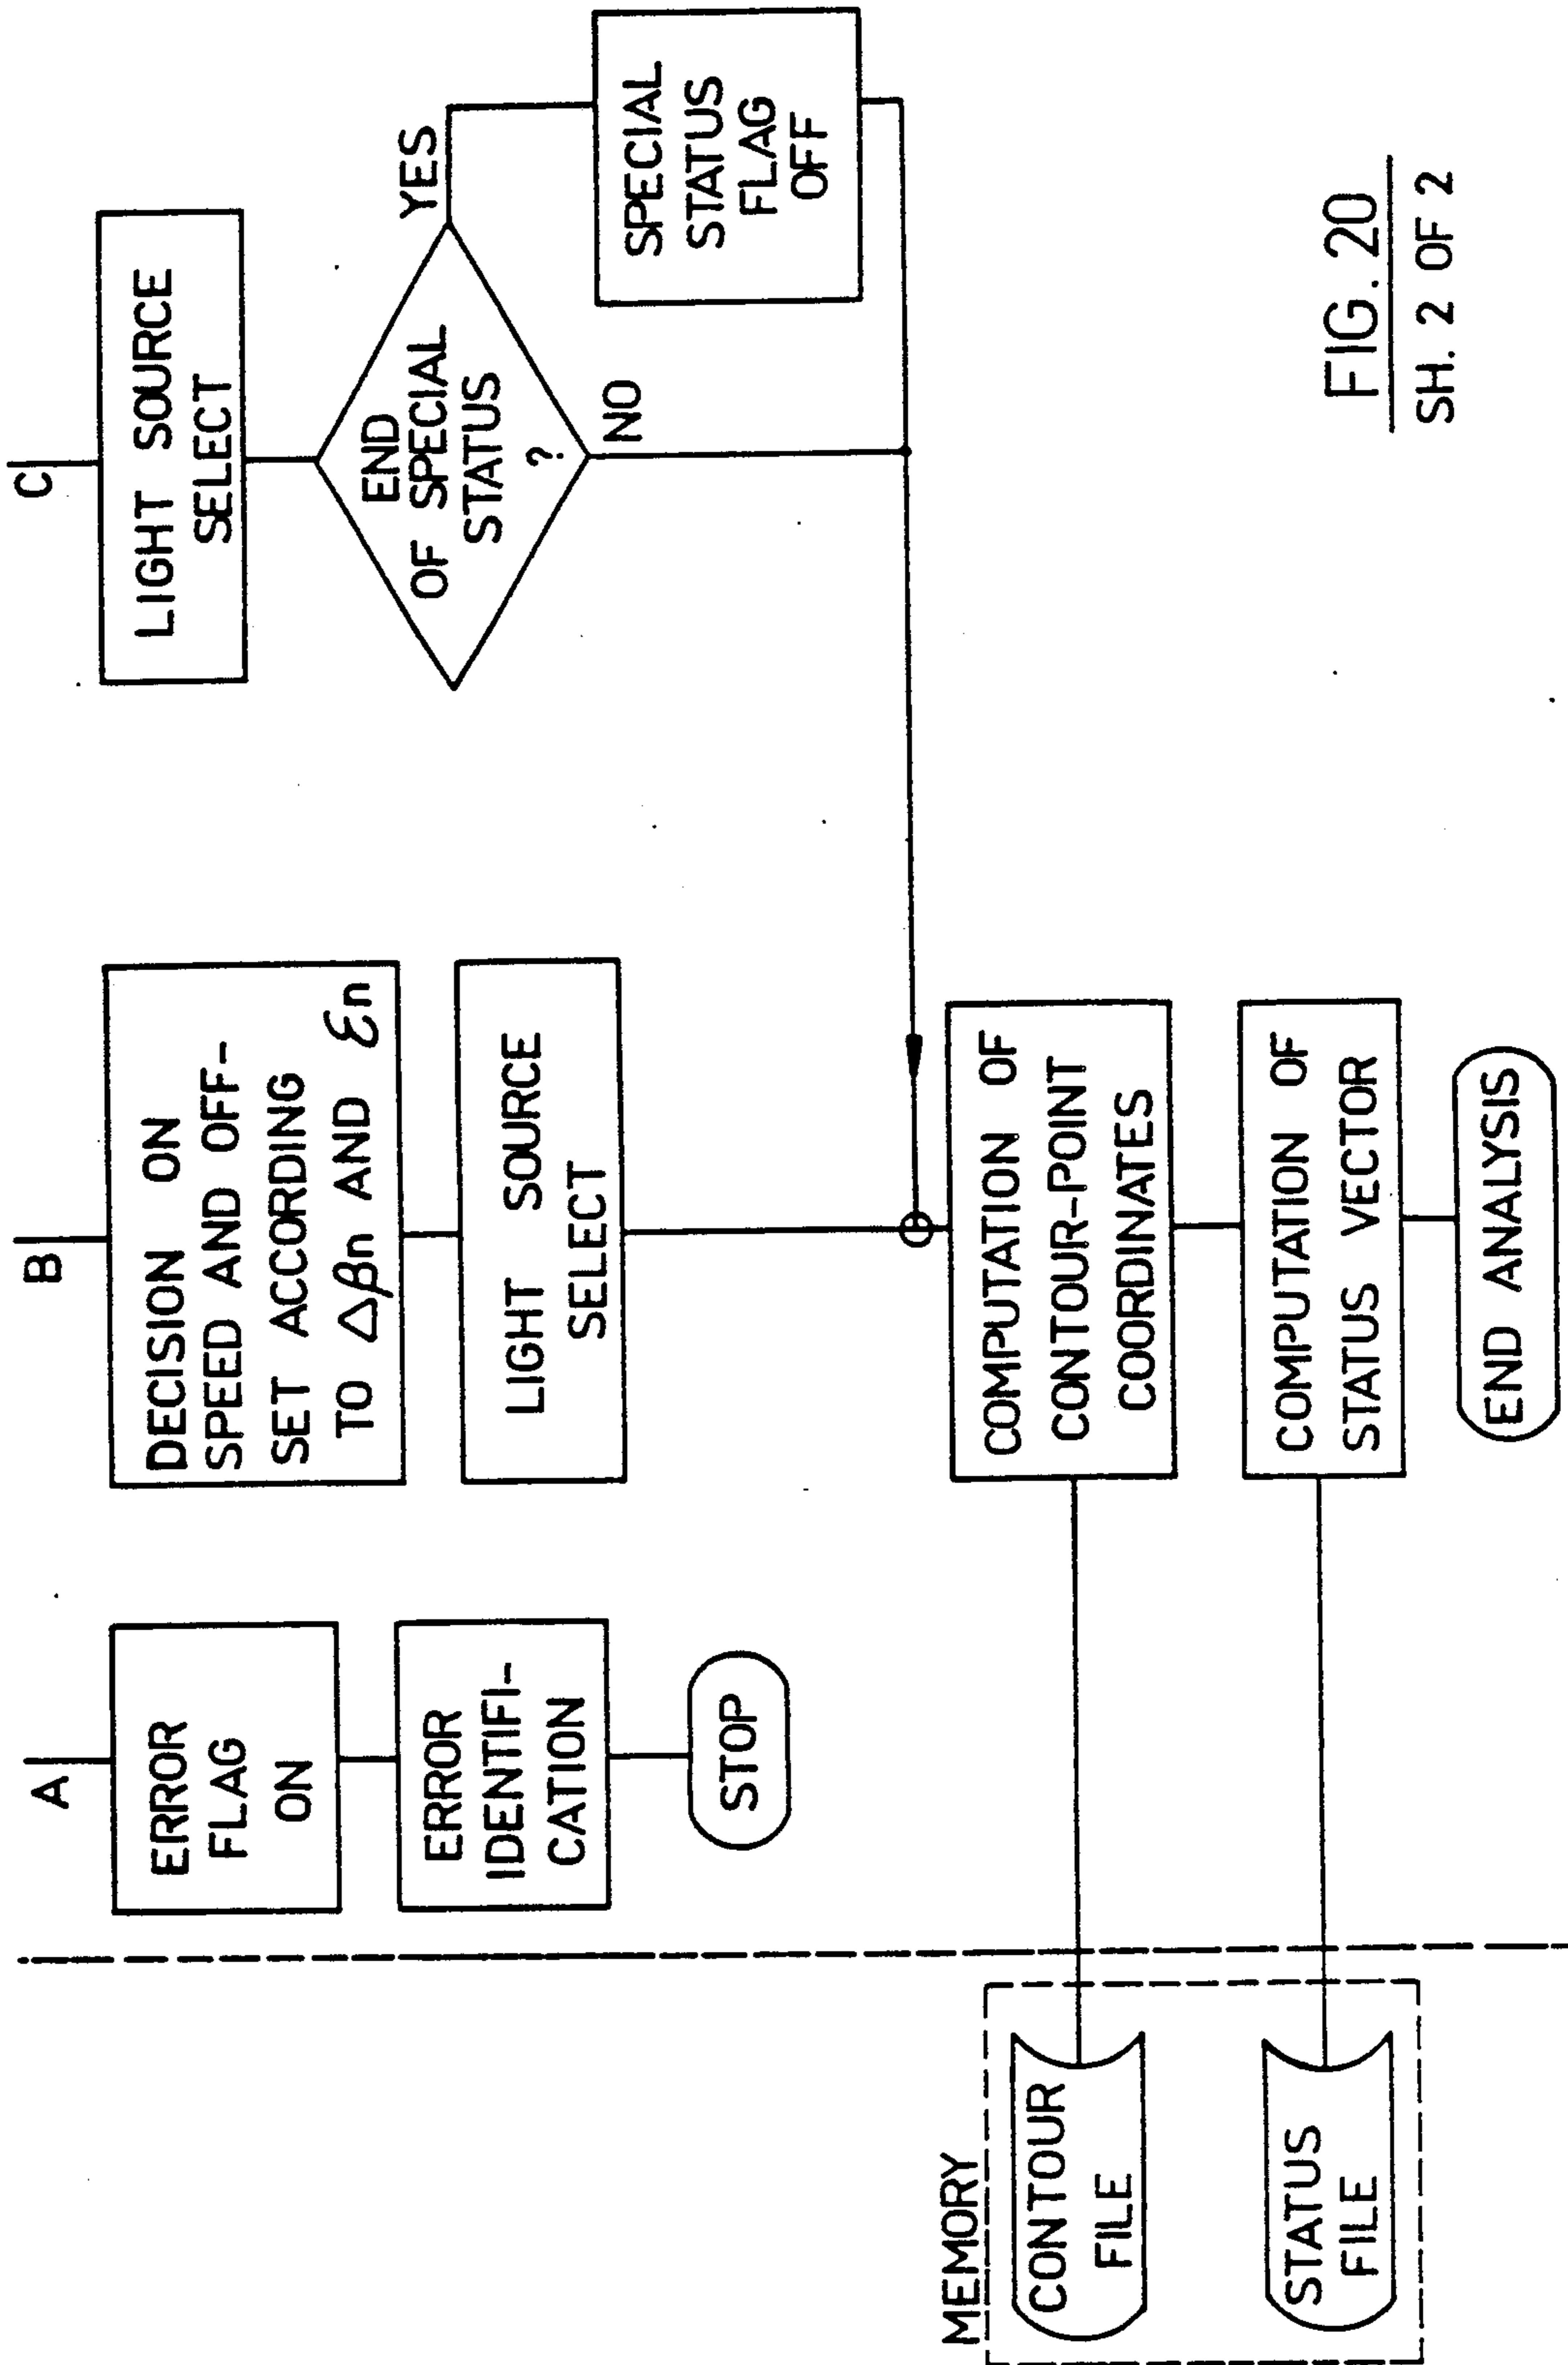 A
ERROR
FLAG
ON
ERROR
IDENTIFI-
CATION
STOP
B
DECISION ON
SPEED AND OFF-
SET ACCORDING
TO Δβn AND Ɛn
LIGHT SOURCE
SELECT
C
LIGHT SOURCE
SELECT
END
OF SPECIAL
STATUS
?
YES
NO
SPECIAL
STATUS
FLAG
OFF
COMPUTATION OF
CONTOUR-POINT
COORDINATES
COMPUTATION OF
STATUS VECTOR
END ANALYSIS
MEMORY
CONTOUR
FILE
STATUS
FILE
FIG. 20
SH. 2 OF 2